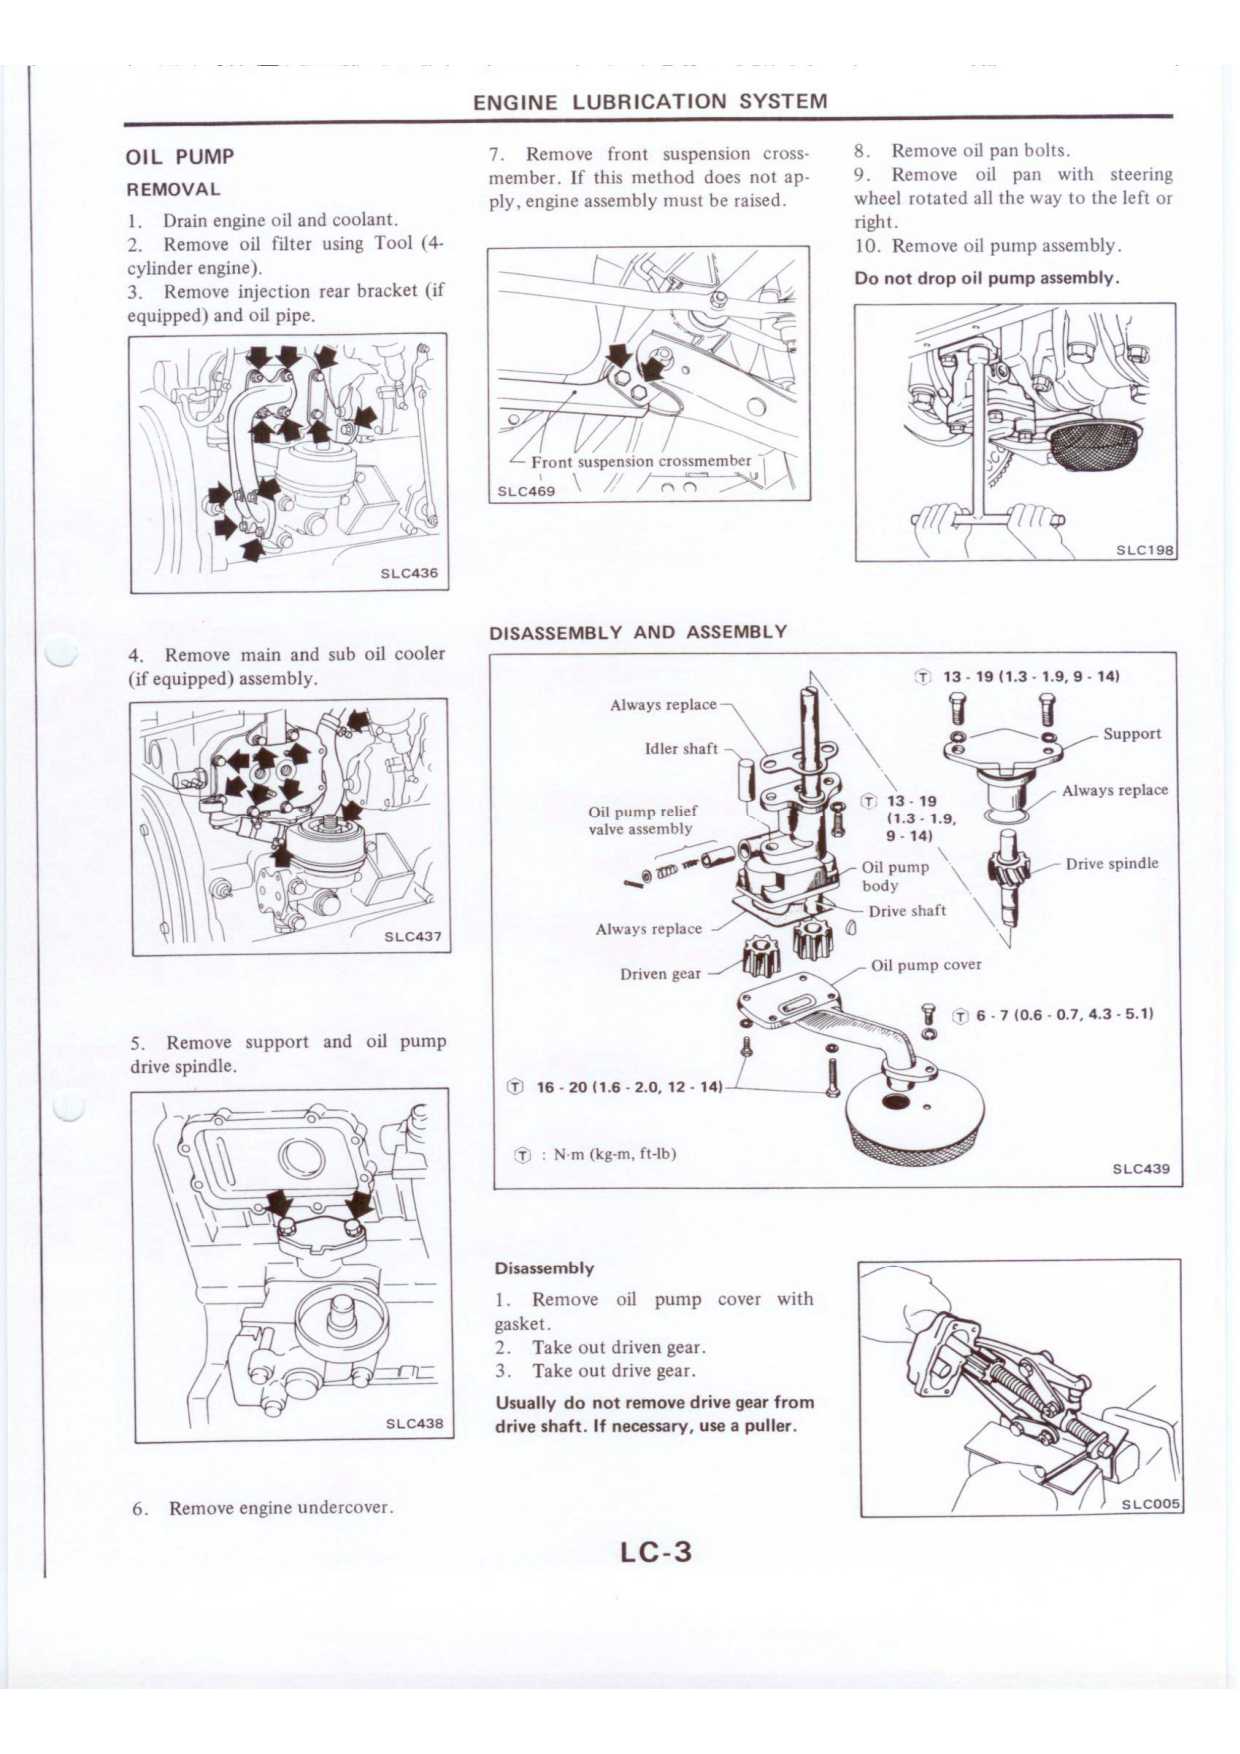 ENGINE LUBRICATION SYSTEM
OIL PUMP
REMOVAL
1. Drain engine oil and coolant.
2. Remove oil filter using Tool (4-
cylinder engine).
3. Remove injection rear bracket (if
equipped) and oil pipe.
SLC436
4. Remove main and sub oil cooler
(if equipped) assembly.
SLC437
5. Remove support and oil pump
drive spindle.
SLC438
6. Remove engine undercover.
7. Remove front suspension cross-
member. If this method does not ap-
ply, engine assembly must be raised.
Front suspension crossmember
SLC469
8. Remove oil pan bolts.
9. Remove oil pan with steering
wheel rotated all the way to the left or
right.
10. Remove oil pump assembly.
Do not drop oil pump assembly.
SLC198
DISASSEMBLY AND ASSEMBLY
Always replace
Idler shaft
Oil pump relief
valve assembly
Always replace
Driven gear
Ⓣ 16 - 20 (1.6 - 2.0, 12 - 14)
Ⓣ : N·m (kg-m, ft-lb)
Ⓣ 13 - 19 (1.3 - 1.9, 9 - 14)
Support
Always replace
Ⓣ 13 - 19
(1.3 - 1.9,
9 - 14)
Drive spindle
Oil pump
body
Drive shaft
Oil pump cover
Ⓣ 6 - 7 (0.6 - 0.7, 4.3 - 5.1)
SLC439
Disassembly
1. Remove oil pump cover with
gasket.
2. Take out driven gear.
3. Take out drive gear.
Usually do not remove drive gear from
drive shaft. If necessary, use a puller.
SLC005
LC-3